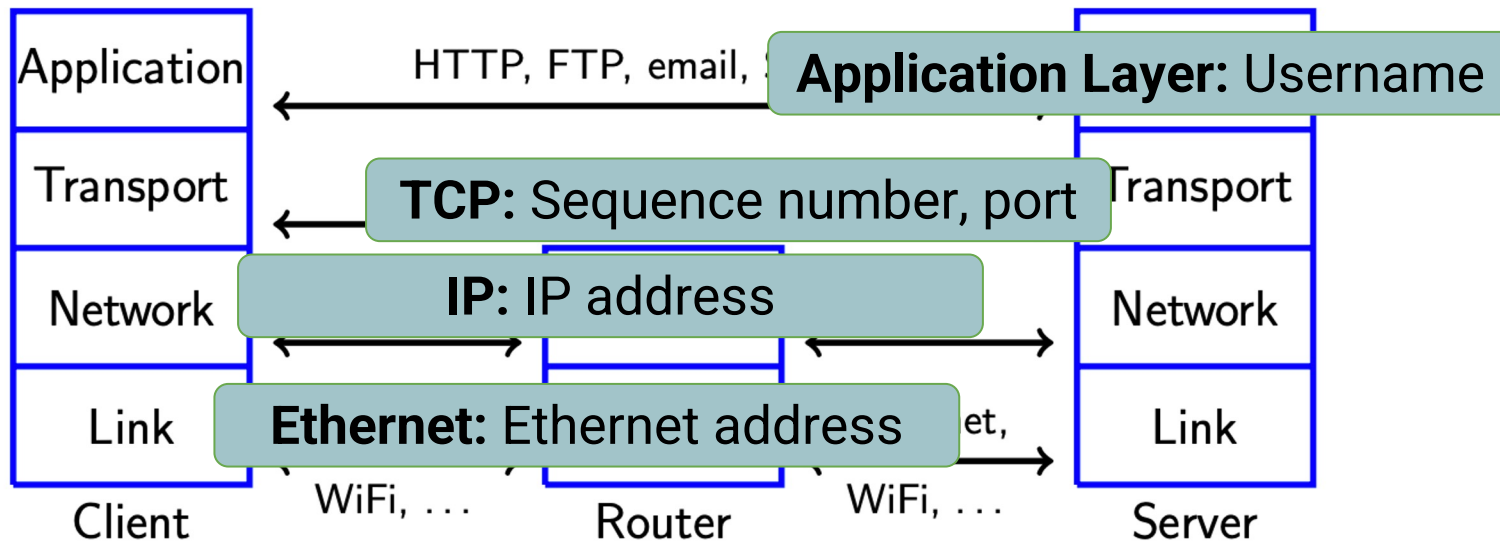 Application
HTTP, FTP, email,
Application Layer: Username
Transport
TCP: Sequence number, port
Transport
Network
IP: IP address
Network
Link
Ethernet: Ethernet address
et,
Link
WiFi, ...
WiFi, ...
Client
Router
Server